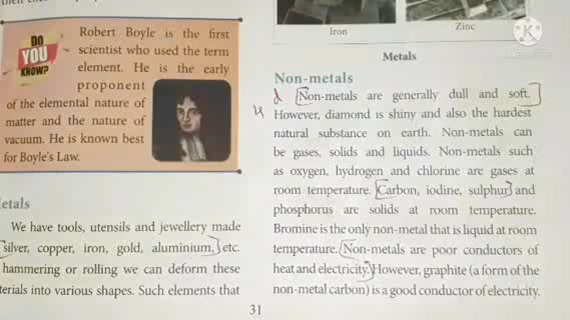 Iron
Zinc
Metals
DO
YOU
KNOW?
Robert Boyle is the first
scientist who used the term
element. He is the early
proponent
of the elemental nature of
matter and the nature of
vacuum. He is known best
for Boyle's Law.
etals
We have tools, utensils and jewellery made
silver, copper, iron, gold, aluminium, etc.
hammering or rolling we can deform these
terials into various shapes. Such elements that
Non-metals
Non-metals are generally dull and soft.
However, diamond is shiny and also the hardest
natural substance on earth. Non-metals can
be gases, solids and liquids. Non-metals such
as oxygen, hydrogen and chlorine are gases at
room temperature. Carbon, iodine, sulphur and
phosphorus are solids at room temperature.
Bromine is the only non-metal that is liquid at room
temperature. Non-metals are poor conductors of
heat and electricity. However, graphite (a form of the
non-metal carbon) is a good conductor of electricity.
31